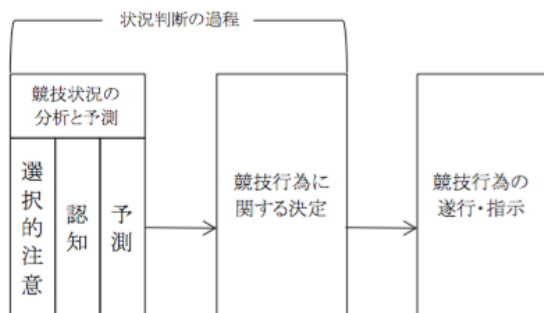 状況判断の過程
競技状況の
分析と予測
選択的注意
認知
予測
競技行為に
関する決定
競技行為の
遂行・指示